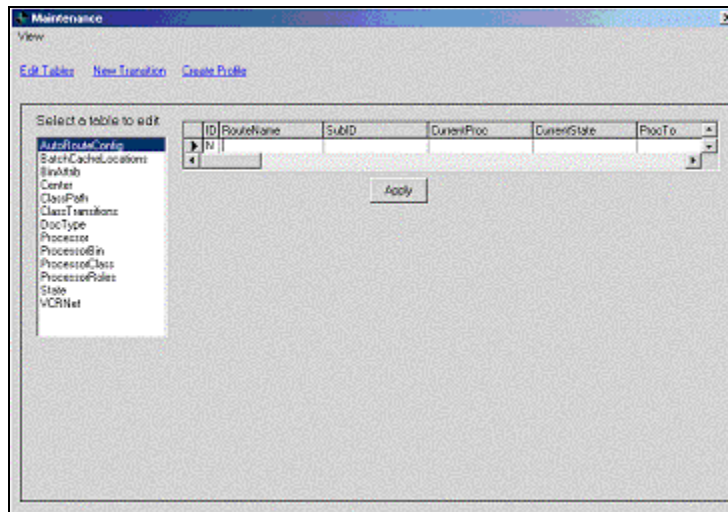 Maintenance
View
Edit Tables New Transition Create Profile
Select a table to edit
ID RouteName SubID CurrentProc CurrentState ProcTo
N
AutoRouteConfig
BatchCacheLocations
BinAttrib
Center
ClassPath
ClassTransitions
DocType
Processor
ProcessorBin
ProcessorClass
ProcessorRoles
State
VCRNet
Apply